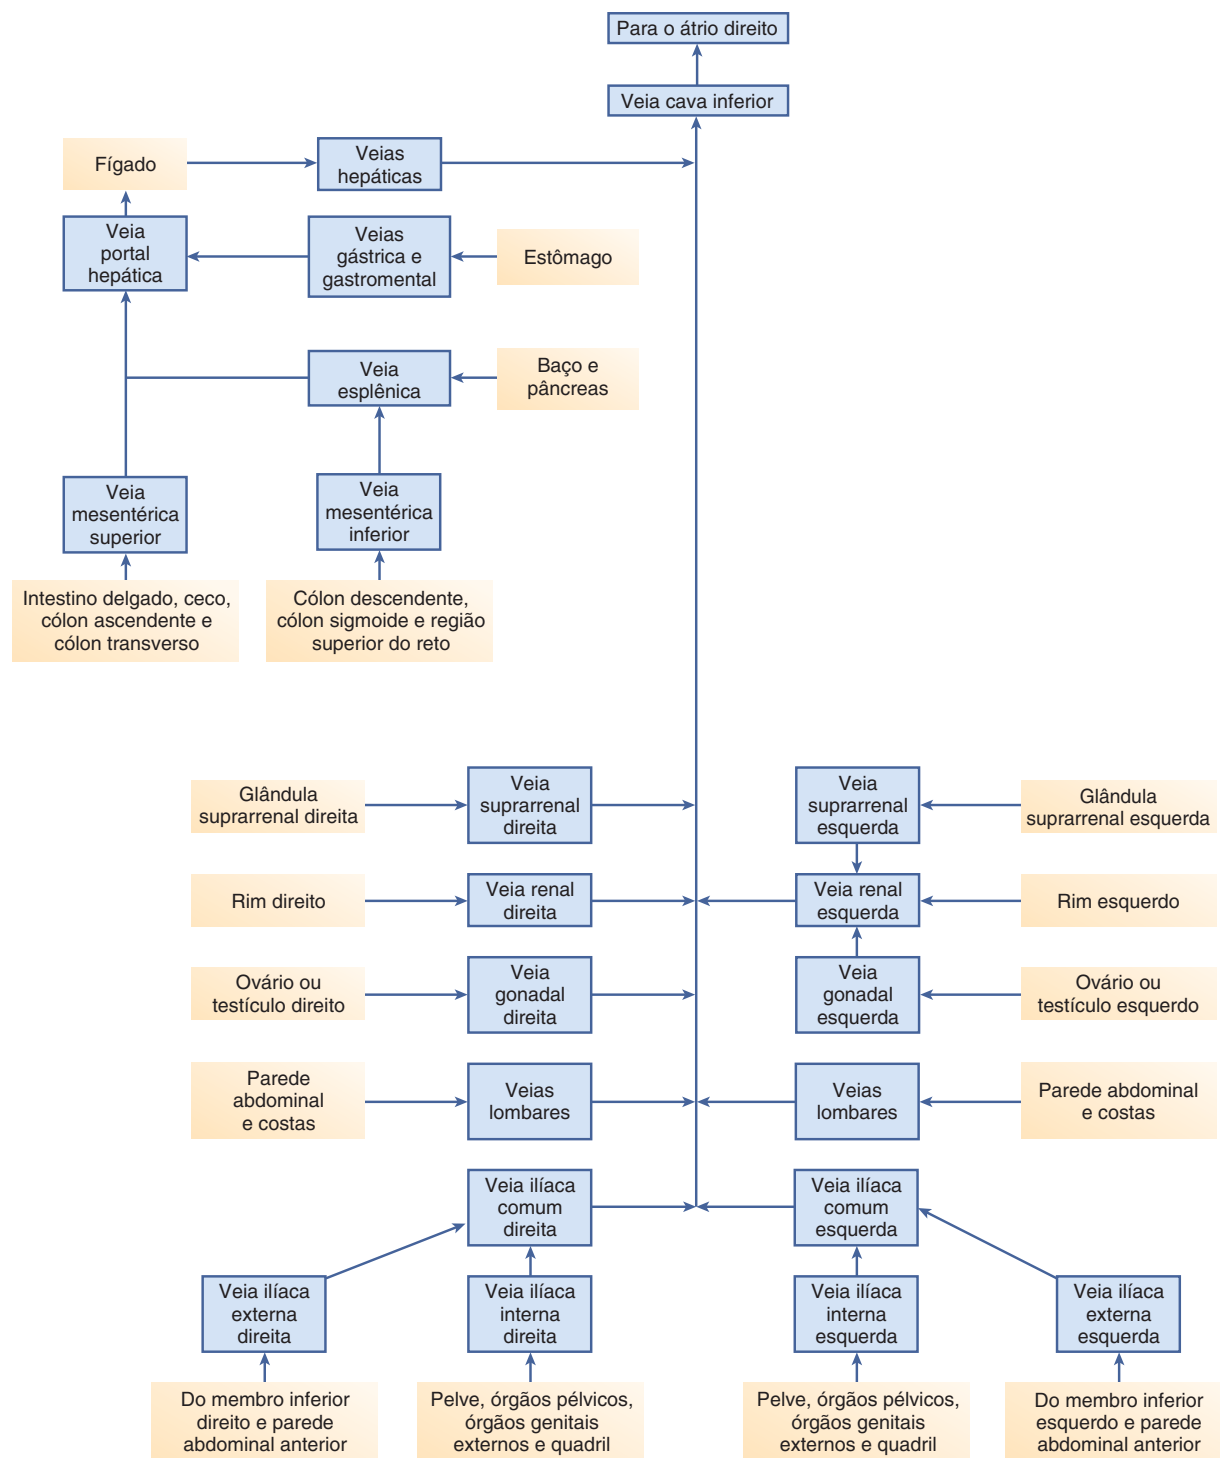 Para o átrio direito
Veia cava inferior
Fígado
Veias
hepáticas
Veia
portal
hepática
Veias
gástrica e
gastromental
Estômago
Veia
esplênica
Baço e
pâncreas
Veia
mesentérica
superior
Veia
mesentérica
inferior
Intestino delgado, ceco,
cólon ascendente e
cólon transverso
Cólon descendente,
cólon sigmoide e região
superior do reto
Glândula
suprarrenal direita
Veia
suprarrenal
direita
Veia
suprarrenal
esquerda
Glândula
suprarrenal esquerda
Rim direito
Veia renal
direita
Veia renal
esquerda
Rim esquerdo
Ovário ou
testículo direito
Veia
gonadal
direita
Veia
gonadal
esquerda
Ovário ou
testículo esquerdo
Parede
abdominal
e costas
Veias
lombares
Veias
lombares
Parede abdominal
e costas
Veia ilíaca
comum
direita
Veia ilíaca
comum
esquerda
Veia ilíaca
externa
direita
Veia ilíaca
interna
direita
Veia ilíaca
interna
esquerda
Veia ilíaca
externa
esquerda
Do membro inferior
direito e parede
abdominal anterior
Pelve, órgãos pélvicos,
órgãos genitais
externos e quadril
Pelve, órgãos pélvicos,
órgãos genitais
externos e quadril
Do membro inferior
esquerdo e parede
abdominal anterior